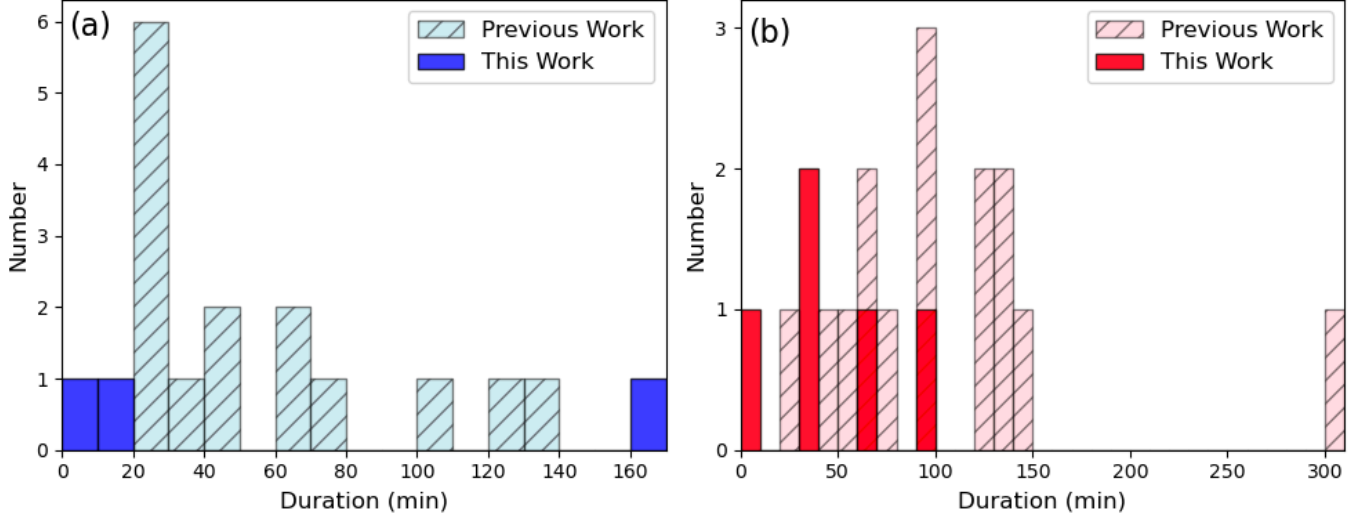 (a)
Previous Work
This Work
Number
6
5
4
3
2
1
0
0 20 40 60 80 100 120 140 160
Duration (min)
(b)
Previous Work
This Work
Number
3
2
1
0
0 50 100 150 200 250 300
Duration (min)